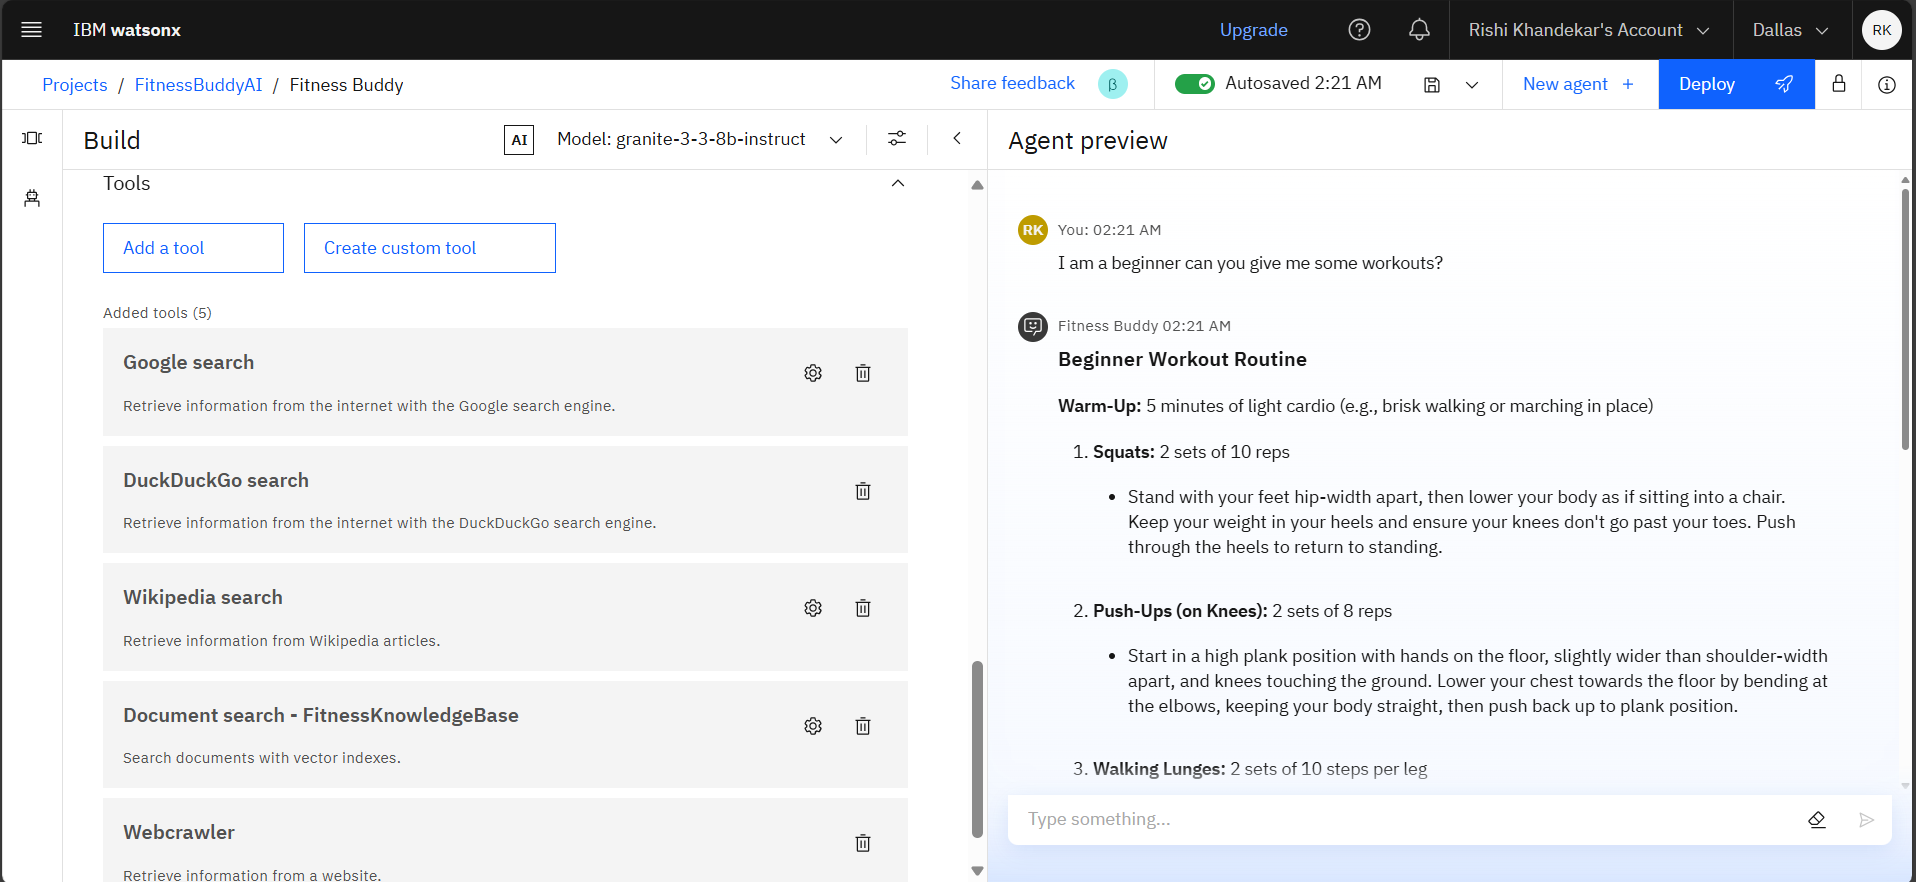 IBM watsonx
Upgrade
Rishi Khandekar's Account
Dallas
RK
Projects / FitnessBuddyAI / Fitness Buddy
Share feedback
β
Autosaved 2:21 AM
New agent +
Deploy
Build
AI
Model: granite-3-3-8b-instruct
Tools
Add a tool
Create custom tool
Added tools (5)
Google search
Retrieve information from the internet with the Google search engine.
DuckDuckGo search
Retrieve information from the internet with the DuckDuckGo search engine.
Wikipedia search
Retrieve information from Wikipedia articles.
Document search - FitnessKnowledgeBase
Search documents with vector indexes.
Webcrawler
Retrieve information from a website.
Agent preview
RK
You: 02:21 AM
I am a beginner can you give me some workouts?
Fitness Buddy 02:21 AM
Beginner Workout Routine
Warm-Up: 5 minutes of light cardio (e.g., brisk walking or marching in place)
1. Squats: 2 sets of 10 reps
• Stand with your feet hip-width apart, then lower your body as if sitting into a chair.
Keep your weight in your heels and ensure your knees don't go past your toes. Push
through the heels to return to standing.
2. Push-Ups (on Knees): 2 sets of 8 reps
• Start in a high plank position with hands on the floor, slightly wider than shoulder-width
apart, and knees touching the ground. Lower your chest towards the floor by bending at
the elbows, keeping your body straight, then push back up to plank position.
3. Walking Lunges: 2 sets of 10 steps per leg
Type something...